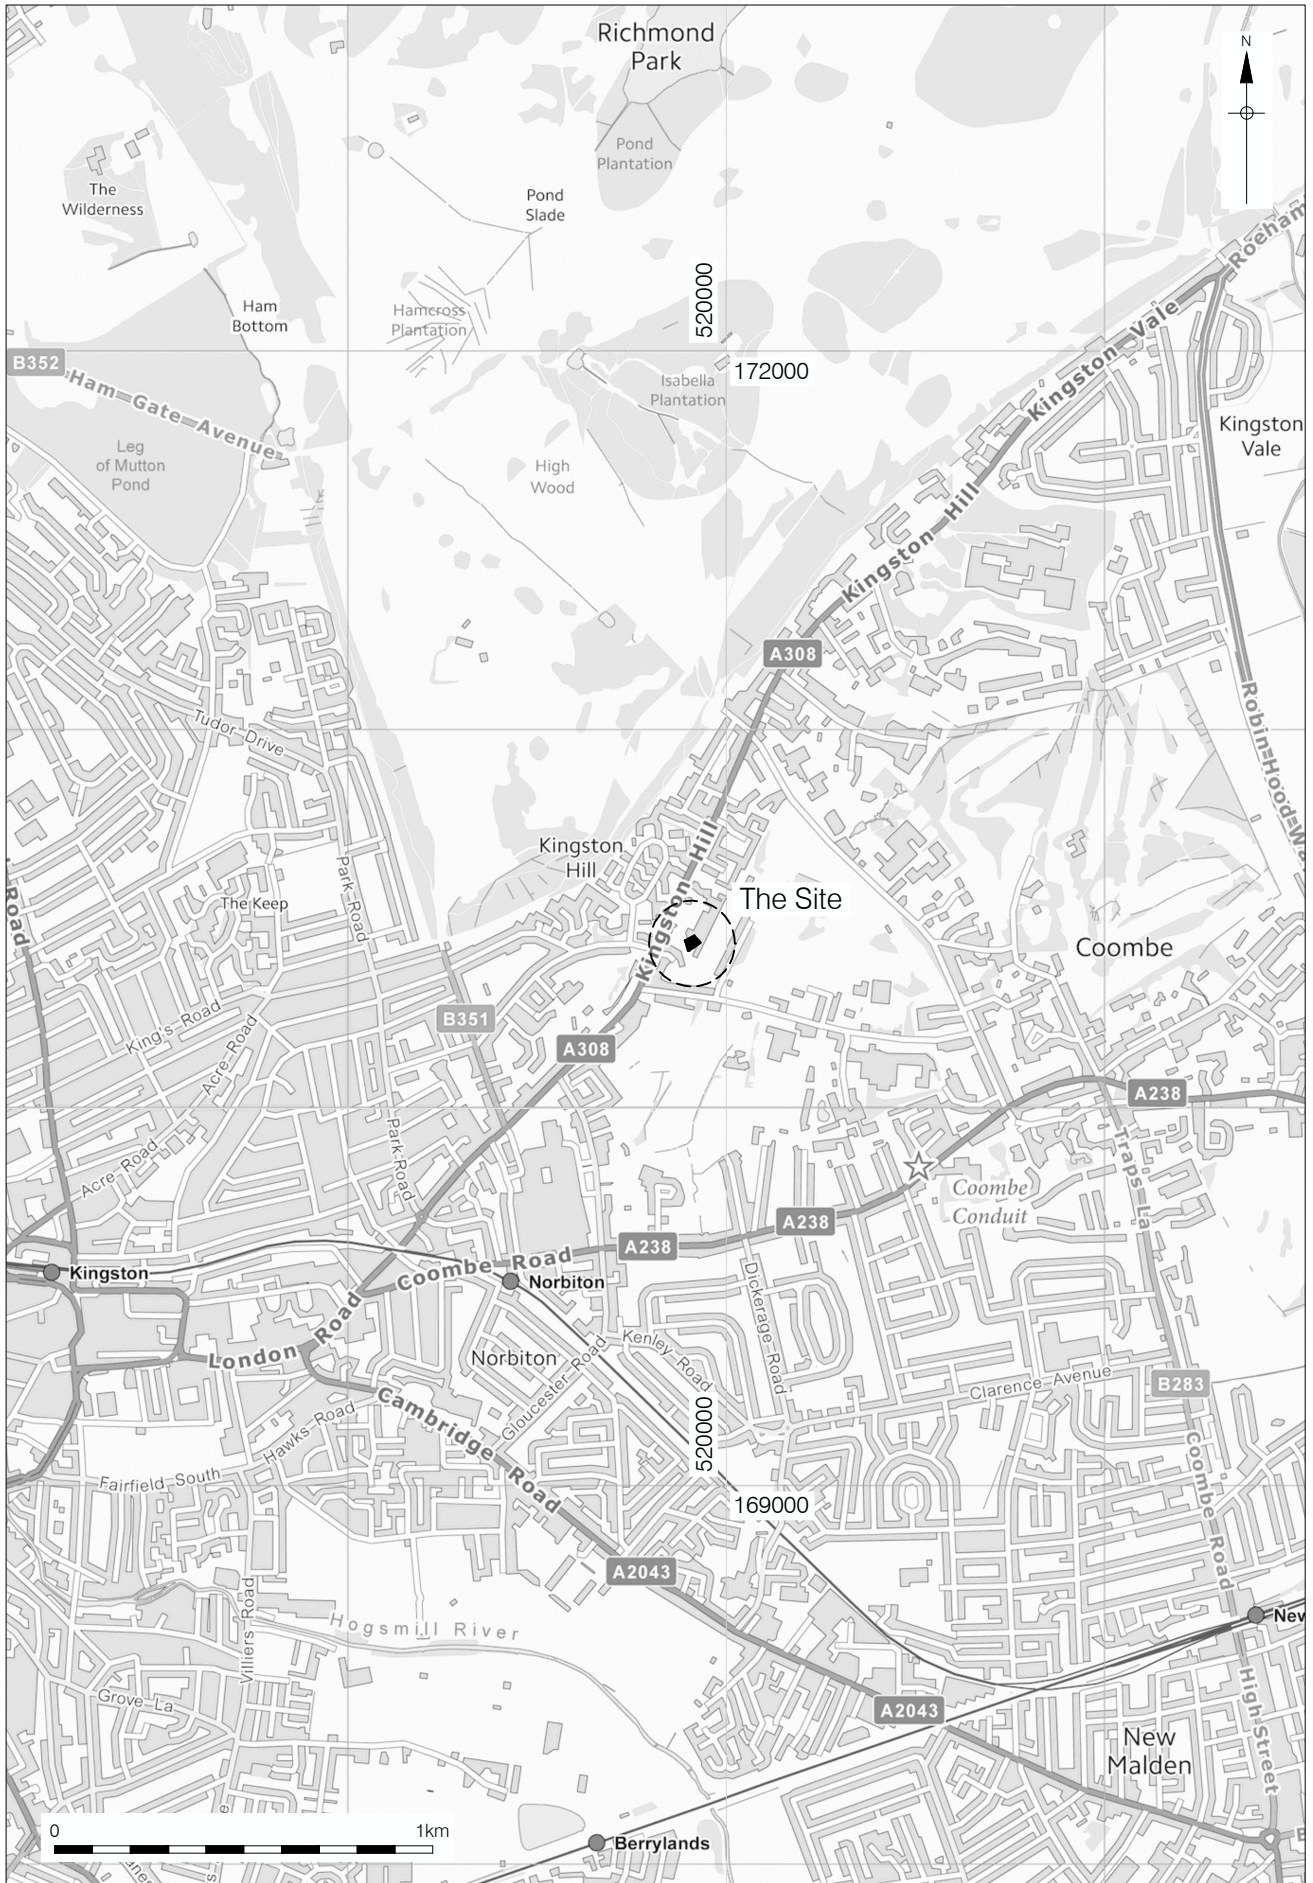 Richmond
Park
N
Pond
Plantation
The
Wilderness
Pond
Slade
Roeham
520000
Ham
Bottom
Hamcross
Plantation
Kingston Vale
B352
172000
Ham Gate Avenue
Isabella
Plantation
Kingston
Vale
Leg
of Mutton
Pond
High
Wood
Kingston Hill
A308
Robin Hood Wa
Tudor Drive
Kingston
Hill
Kingston Hill
Park Road
The Keep
The Site
Road
Coombe
King's Road
Acre Road
B351
A308
A238
Acre Road
Park Road
Traps La
Coombe
Conduit
A238
A238
Coombe Road
Kingston
Norbiton
Dickerage Road
London Road
Norbiton
Kenley Road
Gloucester Road
Clarence Avenue
B283
Cambridge Road
Hawks Road
520000
Fairfield South
Coombe Road
169000
A2043
Villiers Road
Hogsmill River
New
Grove La
A2043
High Street
New
Malden
0
1km
Berrylands